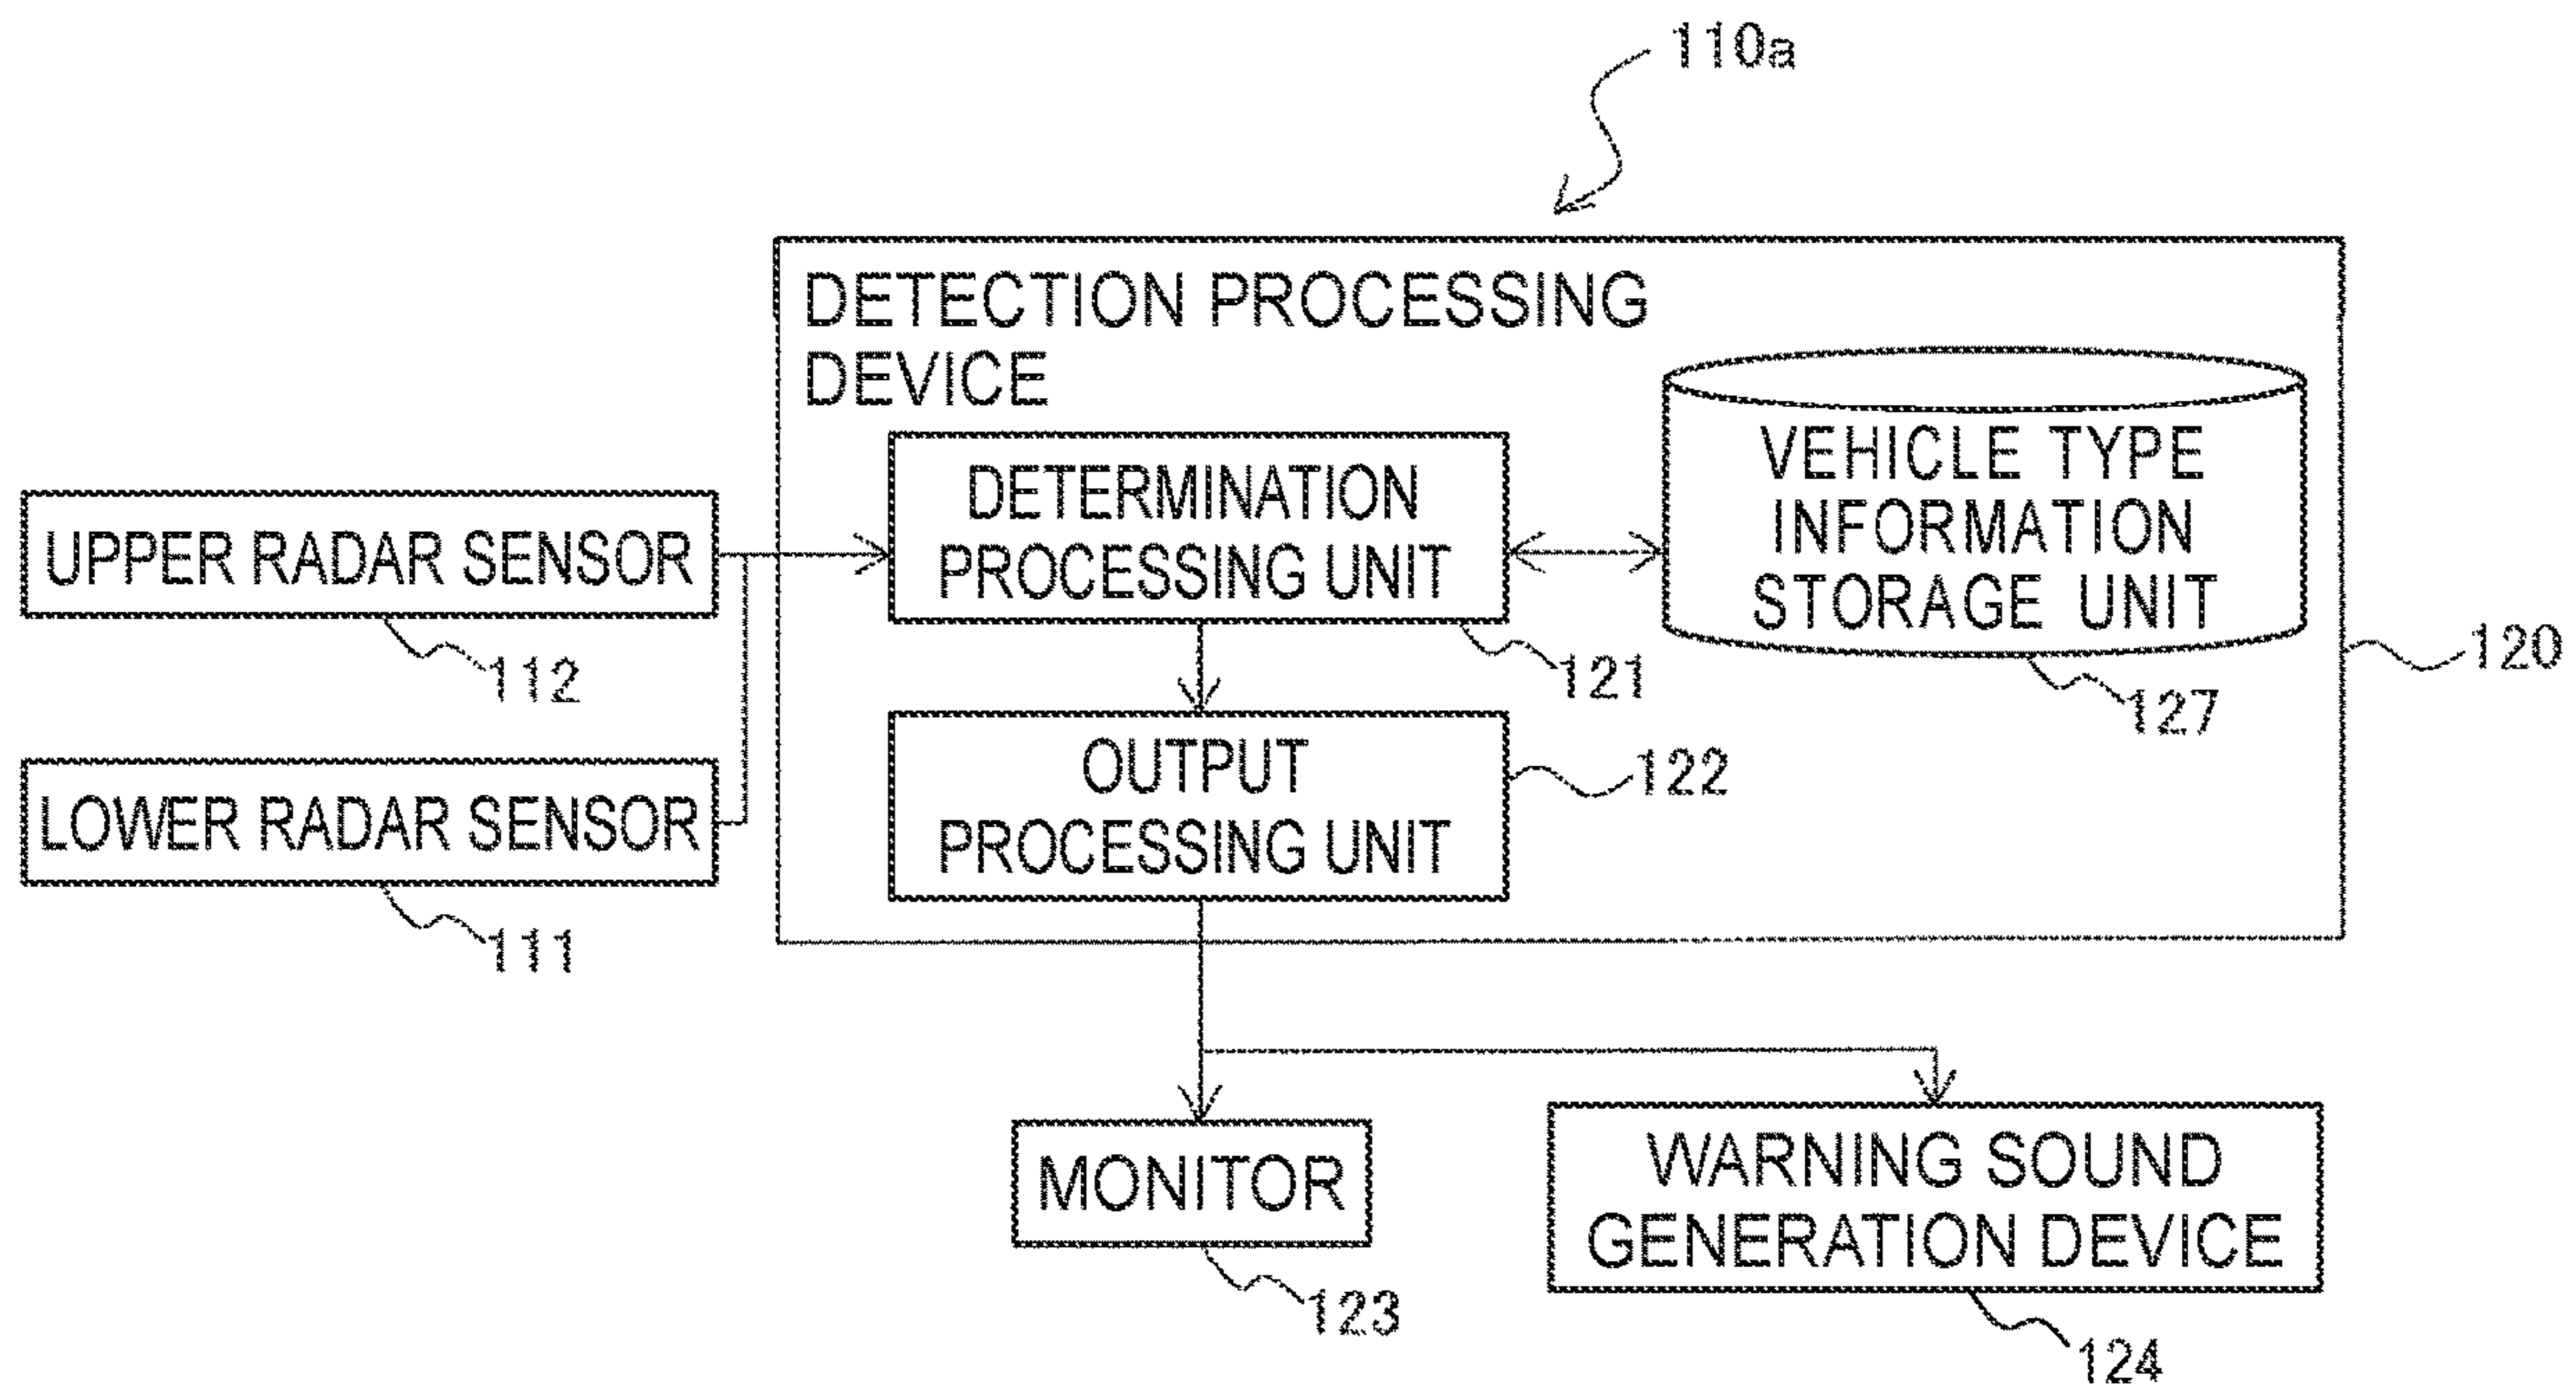 110a
DETECTION PROCESSING
DEVICE
UPPER RADAR SENSOR
112
LOWER RADAR SENSOR
111
DETERMINATION
PROCESSING UNIT
121
VEHICLE TYPE
INFORMATION
STORAGE UNIT
127
120
OUTPUT
PROCESSING UNIT
122
MONITOR
123
WARNING SOUND
GENERATION DEVICE
124